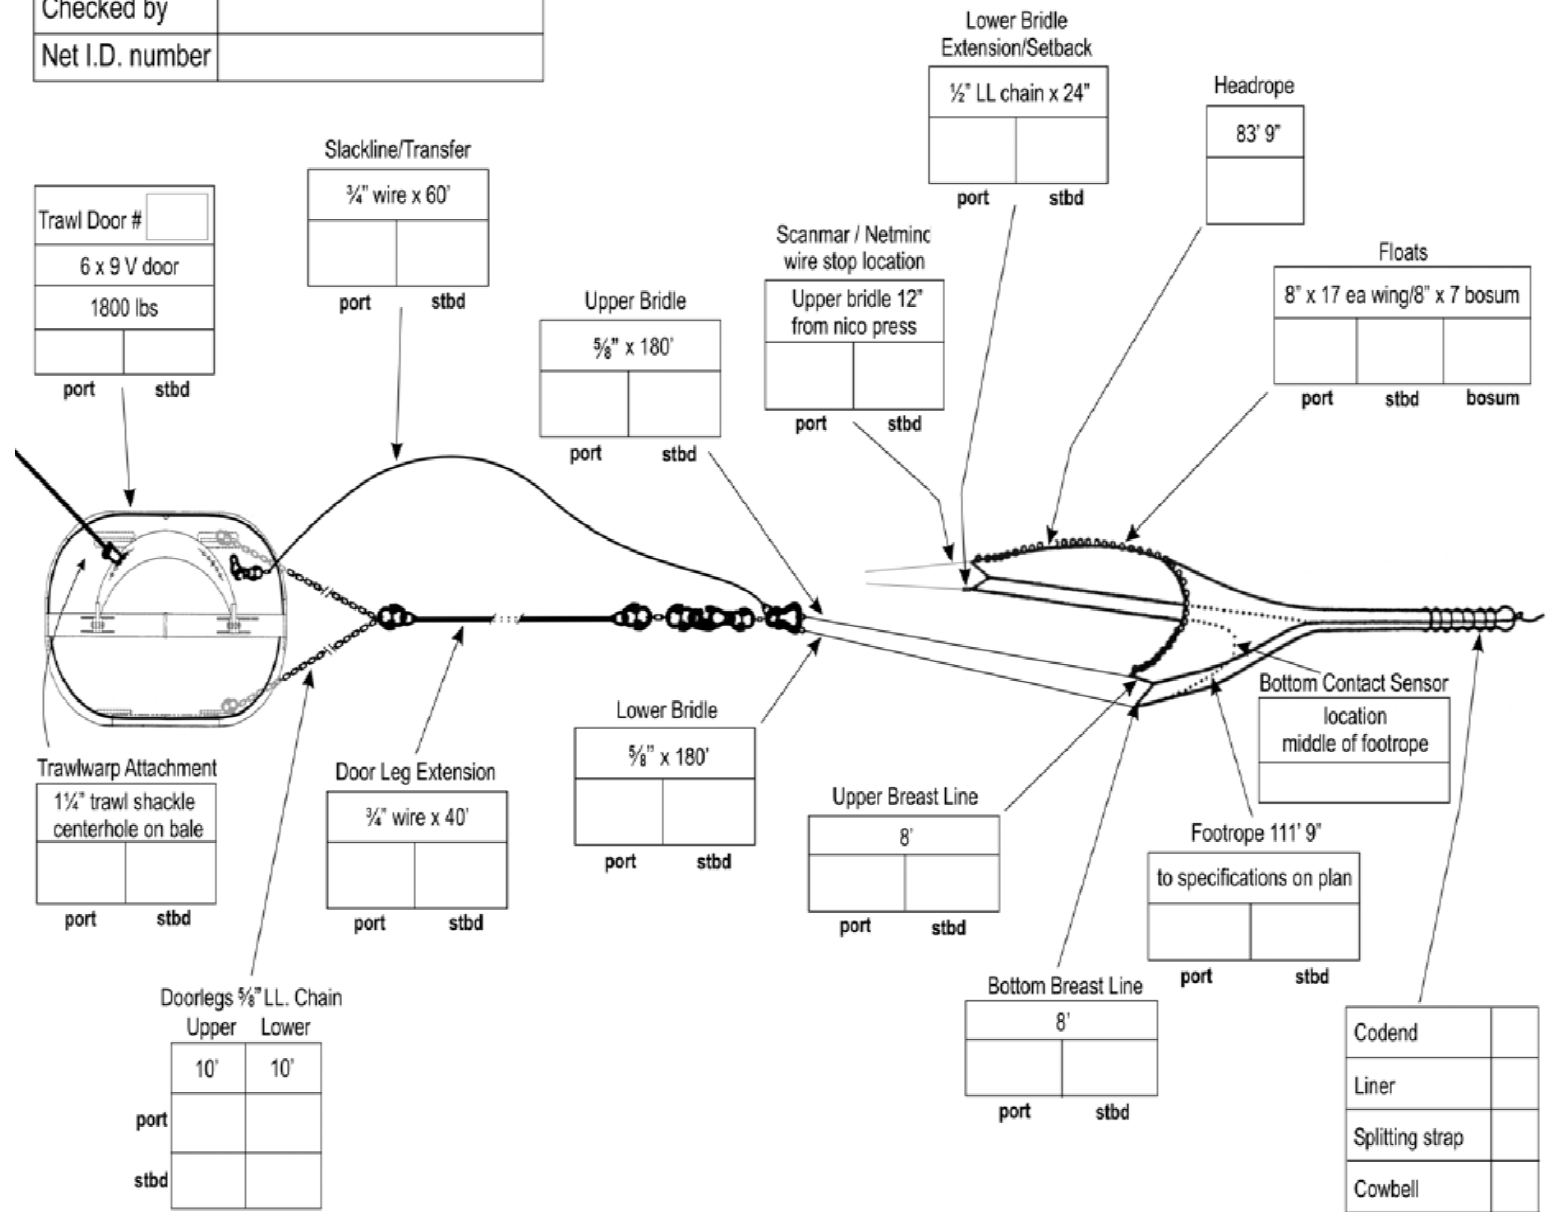 Checked by
Net I.D. number
Lower Bridle
Extension/Setback
½” LL chain x 24”
port stbd
Headrope
83’ 9”
Slackline/Transfer
¾” wire x 60’
port stbd
Trawl Door #
6 x 9 V door
1800 lbs
port stbd
Scanmar / Netminc
wire stop location
Upper bridle 12”
from nico press
port stbd
Floats
8” x 17 ea wing/8” x 7 bosum
port stbd bosum
Upper Bridle
⅝” x 180’
port stbd
Bottom Contact Sensor
location
middle of footrope
Lower Bridle
⅝” x 180’
port stbd
Trawlwarp Attachment
1¼” trawl shackle
centerhole on bale
port stbd
Door Leg Extension
¾” wire x 40’
port stbd
Upper Breast Line
8’
port stbd
Footrope 111’ 9”
to specifications on plan
port stbd
Doorlegs ⅝” LL. Chain
Upper Lower
10’ 10’
port
stbd
Bottom Breast Line
8’
port stbd
Codend
Liner
Splitting strap
Cowbell